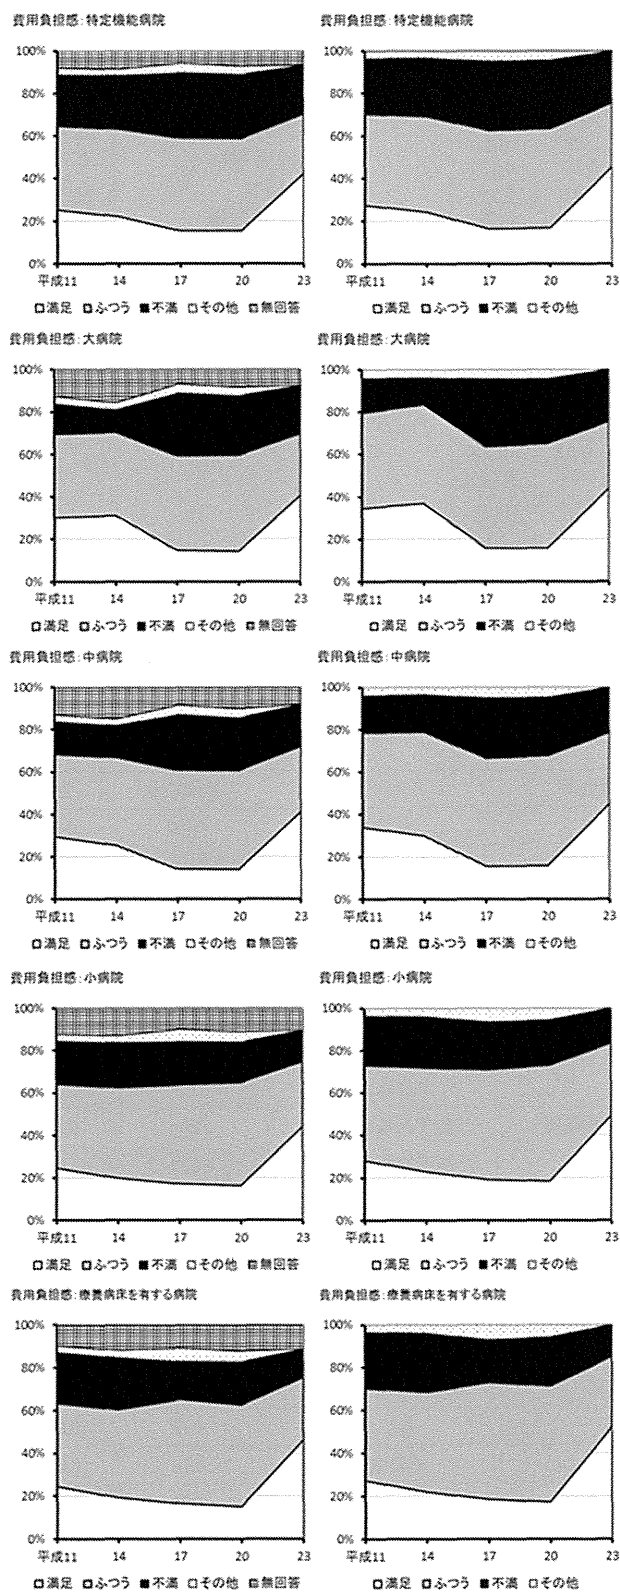 費用負担感：特定機能病院
100%
80%
60%
40%
20%
0%
平成11 14 17 20 23
□満足 □ふつう ■不満 □その他 ▦無回答
費用負担感：特定機能病院
100%
80%
60%
40%
20%
0%
平成11 14 17 20 23
□満足 □ふつう ■不満 □その他
費用負担感：大病院
100%
80%
60%
40%
20%
0%
平成11 14 17 20 23
□満足 □ふつう ■不満 □その他 ▦無回答
費用負担感：大病院
100%
80%
60%
40%
20%
0%
平成11 14 17 20 23
□満足 □ふつう ■不満 □その他
費用負担感：中病院
100%
80%
60%
40%
20%
0%
平成11 14 17 20 23
□満足 □ふつう ■不満 □その他 ▦無回答
費用負担感：中病院
100%
80%
60%
40%
20%
0%
平成11 14 17 20 23
□満足 □ふつう ■不満 □その他
費用負担感：小病院
100%
80%
60%
40%
20%
0%
平成11 14 17 20 23
□満足 □ふつう ■不満 □その他 ▦無回答
費用負担感：小病院
100%
80%
60%
40%
20%
0%
平成11 14 17 20 23
□満足 □ふつう ■不満 □その他
費用負担感：療養病床を有する病院
100%
80%
60%
40%
20%
0%
平成11 14 17 20 23
□満足 □ふつう ■不満 □その他 ▦無回答
費用負担感：療養病床を有する病院
100%
80%
60%
40%
20%
0%
平成11 14 17 20 23
□満足 □ふつう ■不満 □その他